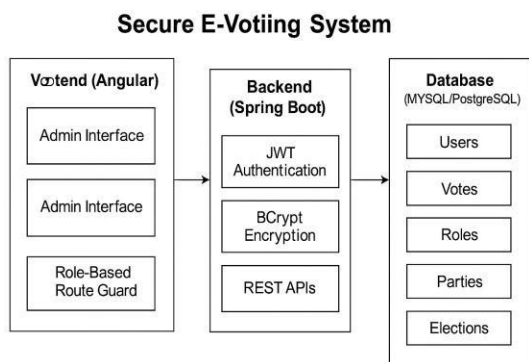 Secure E-Votiing System
Vøtend (Angular)
Admin Interface
Admin Interface
Role-Based
Route Guard
Backend
(Spring Boot)
JWT
Authentication
BCrypt
Encryption
REST APIs
Database
(MYSQL/PostgreSQL)
Users
Votes
Roles
Parties
Elections